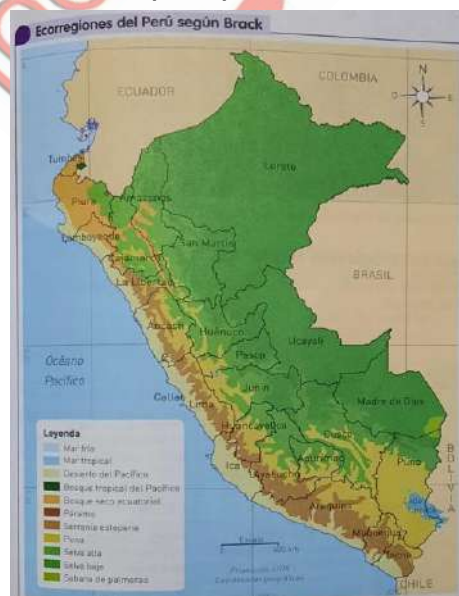 Ecorregiones del Perú según Brack
COLOMBIA
N
ECUADOR
O
E
S
Tumbes
Loreto
Piura
Amazonas
Lambayeque
San Martín
Cajamarca
BRASIL
La Libertad
Áncash
Huánuco
Ucayali
Pasco
Océano
Pacífico
Junín
Madre de Dios
Callao
Lima
Huancavelica
Cusco
Leyenda
Puno
Mar frío
Apurímac
Mar tropical
Ica
Ayacucho
BOLIVIA
Desierto del Pacífico
Bosque tropical del Pacífico
Bosque seco ecuatorial
Arequipa
Páramo
Serranía esteparia
Moquegua
Puna
Selva alta
Tacna
Selva baja
Sabana de palmeras
CHILE